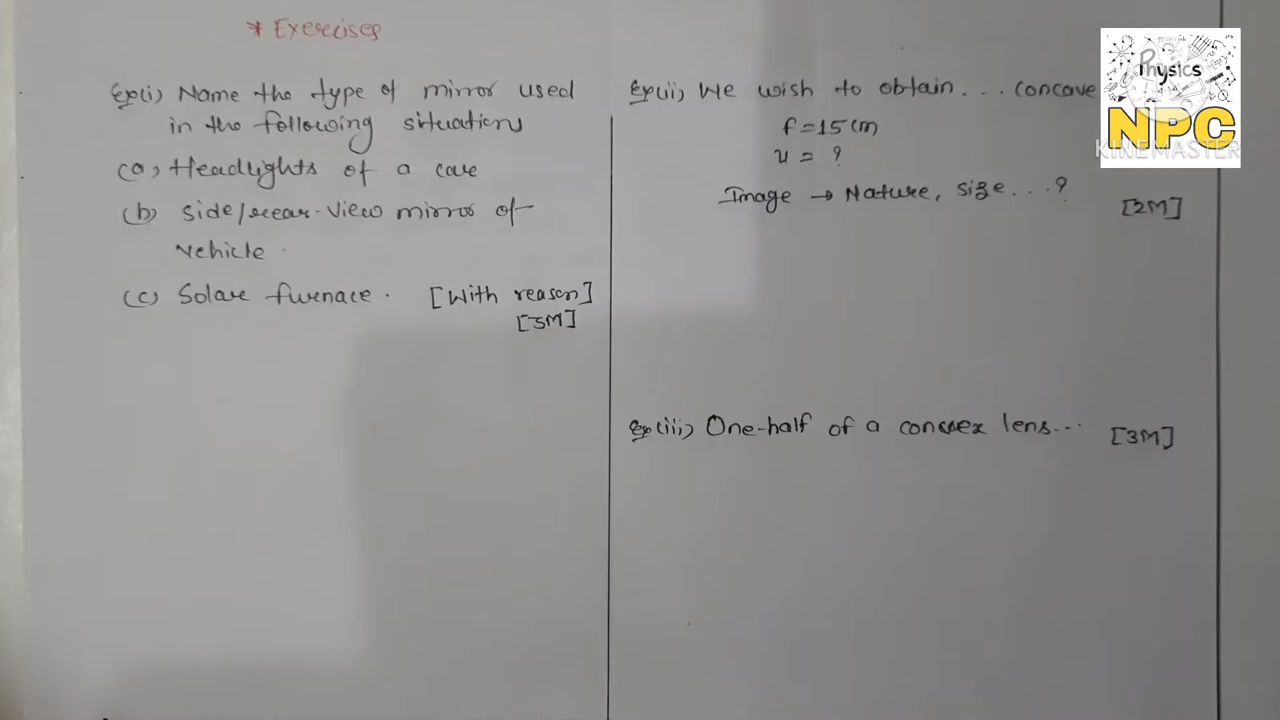 * Exercises
Ex(i) Name the type of mirror used
in the following situations
(a) Headlights of a car
(b) side/rear-view mirror of
vehicle.
(c) Solar furnace. [With reason]
[3M]
Ex(ii) We wish to obtain... concave
f = 15 cm
u = ?
Image → Nature, size...?
[2M]
Ex(iii) One-half of a convex lens...
[3M]
Physics
NPC
KINEMASTER